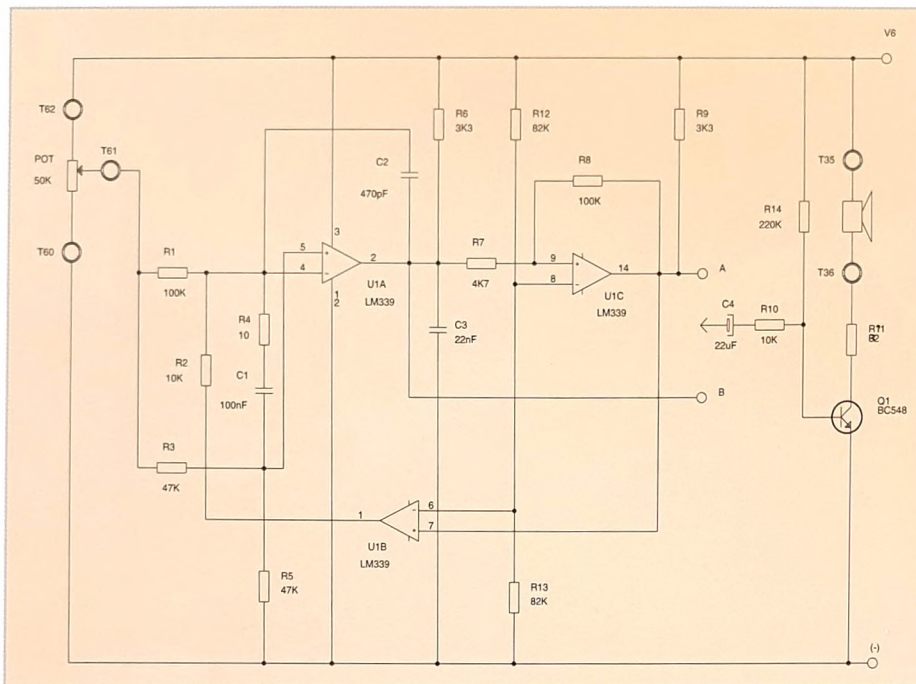 V6
T62
POT
50K
T61
T60
R1
100K
R2
10K
R3
47K
R4
10
C1
100nF
R5
47K
C2
470pF
3
5
+
4
-
2
1
2
U1A
LM339
R6
3K3
C3
22nF
R7
4K7
R12
82K
R8
100K
9
+
8
-
14
U1C
LM339
R9
3K3
A
B
1
6
-
7
+
U1B
LM339
R13
82K
C4
22uF
R10
10K
R14
220K
T35
T36
Q1
BC548
(-)